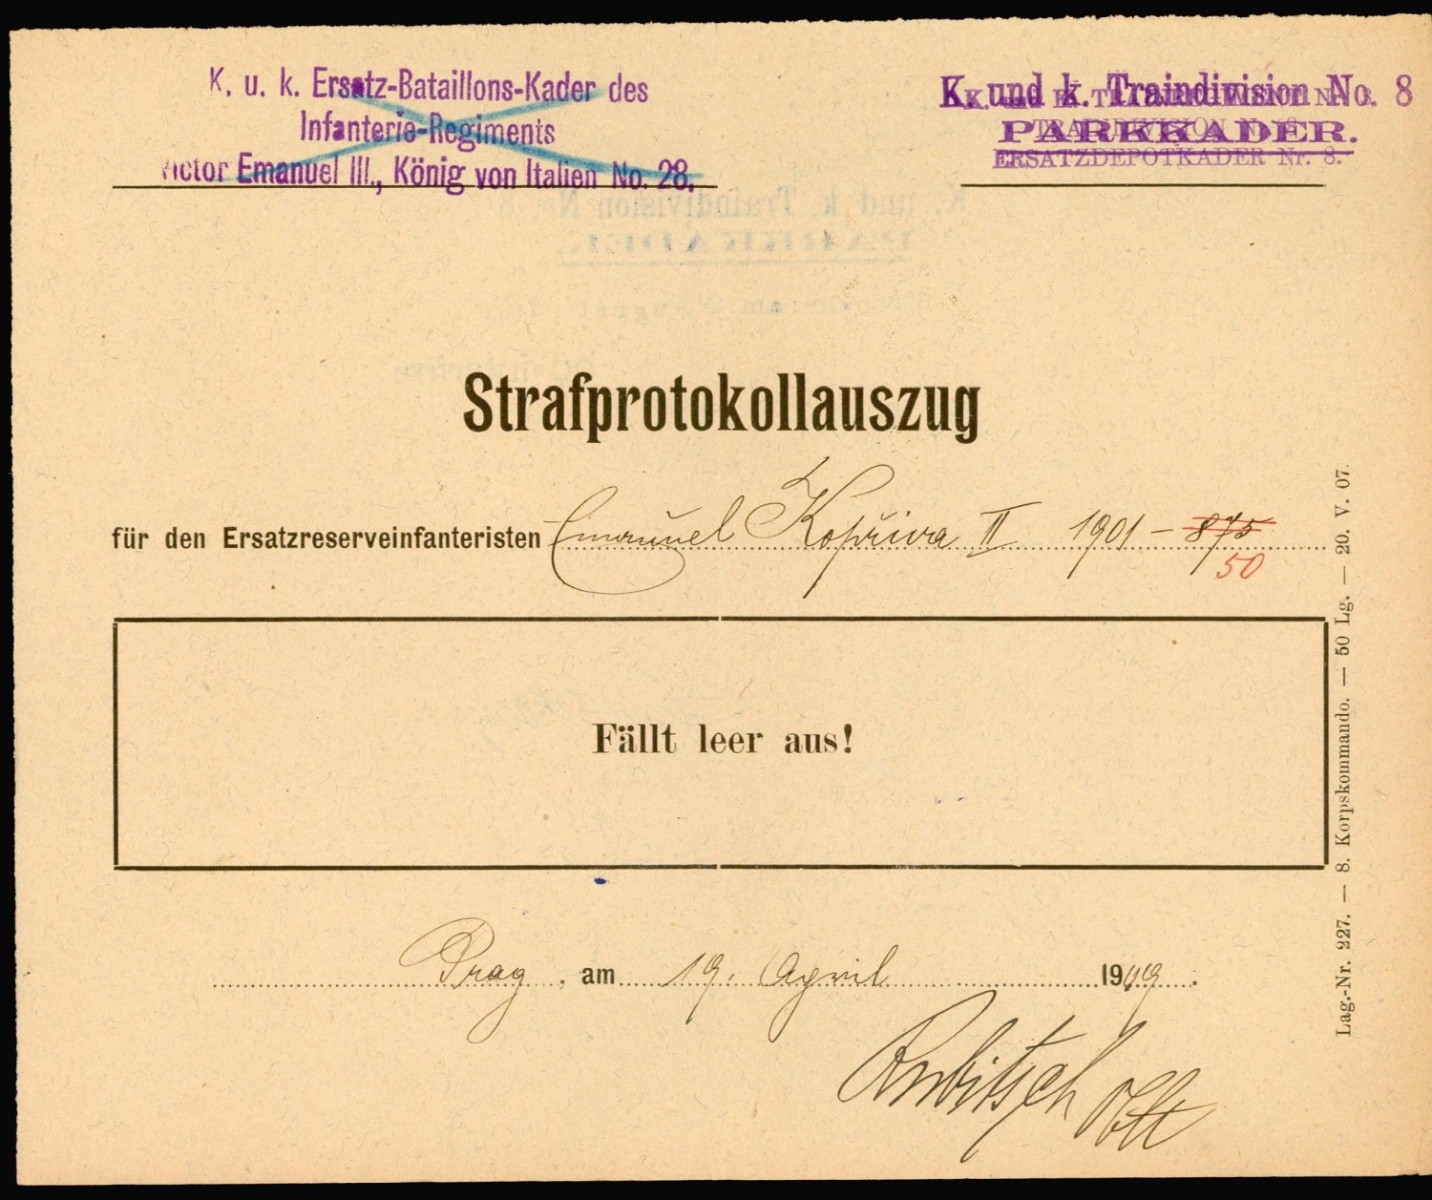 K. u. k. Ersatz-Bataillons-Kader des
Infanterie-Regiments
Victor Emanuel III., König von Italien No. 28.
K. und k. Traindivision No. 8
PARKKADER.
ERSATZDEPOTKADER Nr. 8.
Strafprotokollauszug
für den Ersatzreserveinfanteristen Emanuel Kopřiva II 1901 – 875
50
Fällt leer aus!
Prag, am 19. April 1909.
Oblt
Lag.-Nr. 227. — 8. Korpskommando. — 50 Lg. — 20. V. 07.